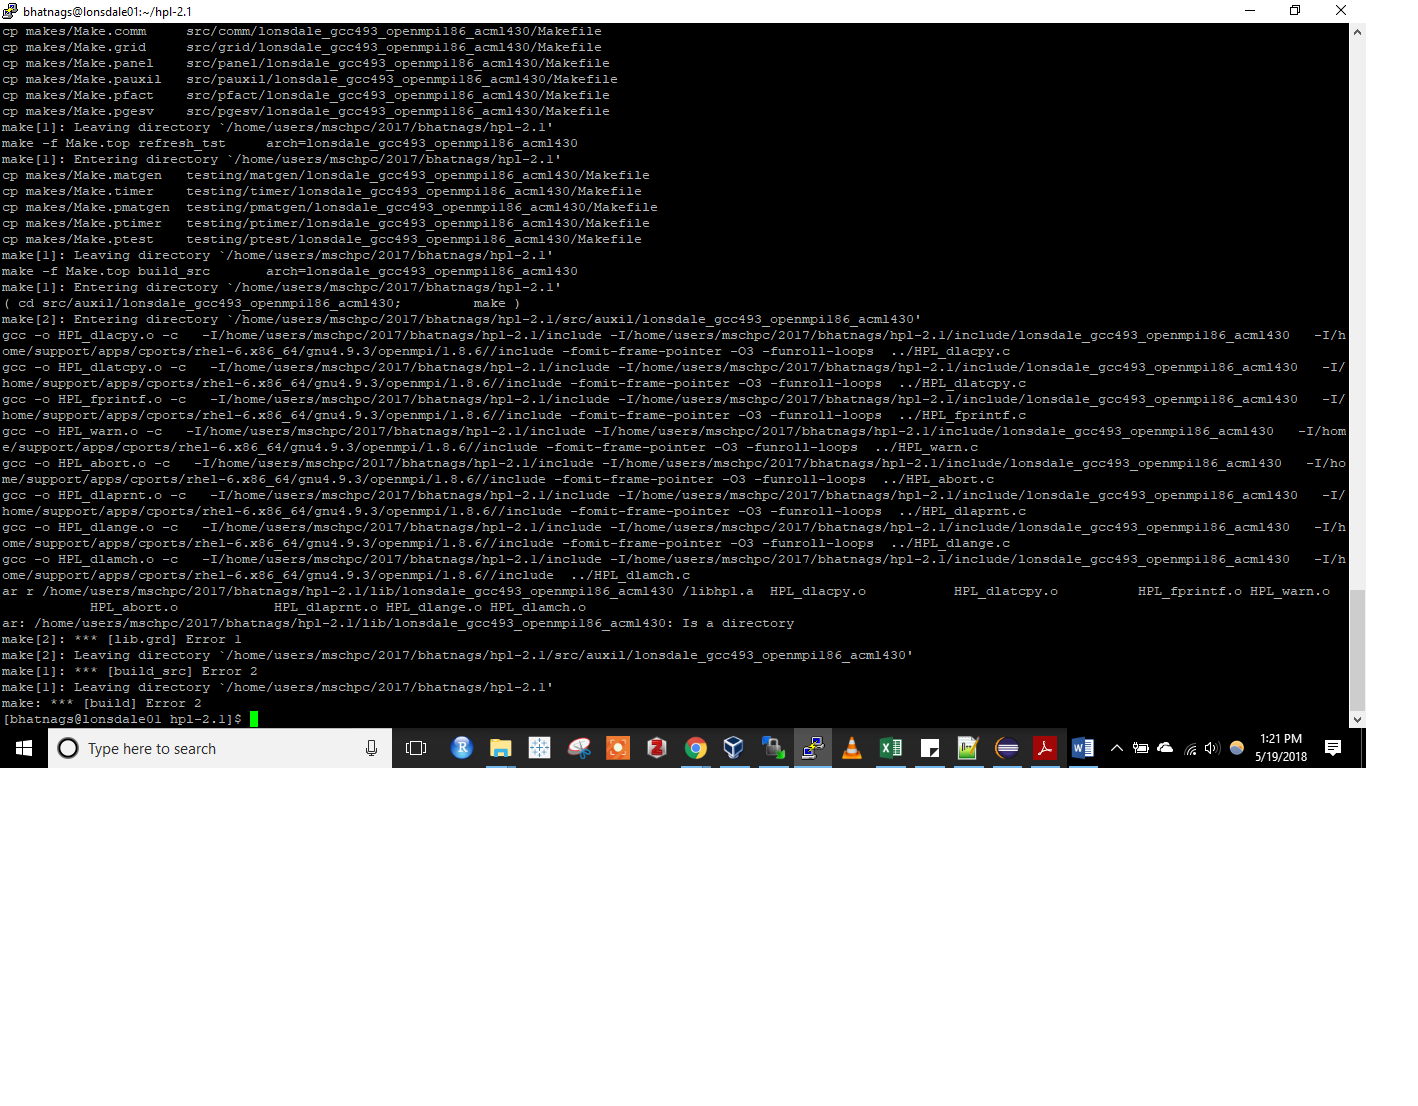 bhatnags@lonsdale01:~/hpl-2.1
cp makes/Make.comm     src/comm/lonsdale_gcc493_openmpi186_acml430/Makefile
cp makes/Make.grid     src/grid/lonsdale_gcc493_openmpi186_acml430/Makefile
cp makes/Make.panel    src/panel/lonsdale_gcc493_openmpi186_acml430/Makefile
cp makes/Make.pauxil   src/pauxil/lonsdale_gcc493_openmpi186_acml430/Makefile
cp makes/Make.pfact    src/pfact/lonsdale_gcc493_openmpi186_acml430/Makefile
cp makes/Make.pgesv    src/pgesv/lonsdale_gcc493_openmpi186_acml430/Makefile
make[1]: Leaving directory `/home/users/mschpc/2017/bhatnags/hpl-2.1'
make -f Make.top refresh_tst     arch=lonsdale_gcc493_openmpi186_acml430
make[1]: Entering directory `/home/users/mschpc/2017/bhatnags/hpl-2.1'
cp makes/Make.matgen   testing/matgen/lonsdale_gcc493_openmpi186_acml430/Makefile
cp makes/Make.timer    testing/timer/lonsdale_gcc493_openmpi186_acml430/Makefile
cp makes/Make.pmatgen  testing/pmatgen/lonsdale_gcc493_openmpi186_acml430/Makefile
cp makes/Make.ptimer   testing/ptimer/lonsdale_gcc493_openmpi186_acml430/Makefile
cp makes/Make.ptest    testing/ptest/lonsdale_gcc493_openmpi186_acml430/Makefile
make[1]: Leaving directory `/home/users/mschpc/2017/bhatnags/hpl-2.1'
make -f Make.top build_src       arch=lonsdale_gcc493_openmpi186_acml430
make[1]: Entering directory `/home/users/mschpc/2017/bhatnags/hpl-2.1'
( cd src/auxil/lonsdale_gcc493_openmpi186_acml430;         make )
make[2]: Entering directory `/home/users/mschpc/2017/bhatnags/hpl-2.1/src/auxil/lonsdale_gcc493_openmpi186_acml430'
gcc -o HPL_dlacpy.o -c   -I/home/users/mschpc/2017/bhatnags/hpl-2.1/include -I/home/users/mschpc/2017/bhatnags/hpl-2.1/include/lonsdale_gcc493_openmpi186_acml430   -I/h
ome/support/apps/cports/rhel-6.x86_64/gnu4.9.3/openmpi/1.8.6//include -fomit-frame-pointer -O3 -funroll-loops  ../HPL_dlacpy.c
gcc -o HPL_dlatcpy.o -c   -I/home/users/mschpc/2017/bhatnags/hpl-2.1/include -I/home/users/mschpc/2017/bhatnags/hpl-2.1/include/lonsdale_gcc493_openmpi186_acml430   -I/
home/support/apps/cports/rhel-6.x86_64/gnu4.9.3/openmpi/1.8.6//include -fomit-frame-pointer -O3 -funroll-loops  ../HPL_dlatcpy.c
gcc -o HPL_fprintf.o -c   -I/home/users/mschpc/2017/bhatnags/hpl-2.1/include -I/home/users/mschpc/2017/bhatnags/hpl-2.1/include/lonsdale_gcc493_openmpi186_acml430   -I/
home/support/apps/cports/rhel-6.x86_64/gnu4.9.3/openmpi/1.8.6//include -fomit-frame-pointer -O3 -funroll-loops  ../HPL_fprintf.c
gcc -o HPL_warn.o -c   -I/home/users/mschpc/2017/bhatnags/hpl-2.1/include -I/home/users/mschpc/2017/bhatnags/hpl-2.1/include/lonsdale_gcc493_openmpi186_acml430   -I/hom
e/support/apps/cports/rhel-6.x86_64/gnu4.9.3/openmpi/1.8.6//include -fomit-frame-pointer -O3 -funroll-loops  ../HPL_warn.c
gcc -o HPL_abort.o -c   -I/home/users/mschpc/2017/bhatnags/hpl-2.1/include -I/home/users/mschpc/2017/bhatnags/hpl-2.1/include/lonsdale_gcc493_openmpi186_acml430   -I/ho
me/support/apps/cports/rhel-6.x86_64/gnu4.9.3/openmpi/1.8.6//include -fomit-frame-pointer -O3 -funroll-loops  ../HPL_abort.c
gcc -o HPL_dlaprnt.o -c   -I/home/users/mschpc/2017/bhatnags/hpl-2.1/include -I/home/users/mschpc/2017/bhatnags/hpl-2.1/include/lonsdale_gcc493_openmpi186_acml430   -I/
home/support/apps/cports/rhel-6.x86_64/gnu4.9.3/openmpi/1.8.6//include -fomit-frame-pointer -O3 -funroll-loops  ../HPL_dlaprnt.c
gcc -o HPL_dlange.o -c   -I/home/users/mschpc/2017/bhatnags/hpl-2.1/include -I/home/users/mschpc/2017/bhatnags/hpl-2.1/include/lonsdale_gcc493_openmpi186_acml430   -I/h
ome/support/apps/cports/rhel-6.x86_64/gnu4.9.3/openmpi/1.8.6//include -fomit-frame-pointer -O3 -funroll-loops  ../HPL_dlange.c
gcc -o HPL_dlamch.o -c   -I/home/users/mschpc/2017/bhatnags/hpl-2.1/include -I/home/users/mschpc/2017/bhatnags/hpl-2.1/include/lonsdale_gcc493_openmpi186_acml430   -I/h
ome/support/apps/cports/rhel-6.x86_64/gnu4.9.3/openmpi/1.8.6//include  ../HPL_dlamch.c
ar r /home/users/mschpc/2017/bhatnags/hpl-2.1/lib/lonsdale_gcc493_openmpi186_acml430 /libhpl.a  HPL_dlacpy.o           HPL_dlatcpy.o          HPL_fprintf.o HPL_warn.o
           HPL_abort.o            HPL_dlaprnt.o HPL_dlange.o HPL_dlamch.o
ar: /home/users/mschpc/2017/bhatnags/hpl-2.1/lib/lonsdale_gcc493_openmpi186_acml430: Is a directory
make[2]: *** [lib.grd] Error 1
make[2]: Leaving directory `/home/users/mschpc/2017/bhatnags/hpl-2.1/src/auxil/lonsdale_gcc493_openmpi186_acml430'
make[1]: *** [build_src] Error 2
make[1]: Leaving directory `/home/users/mschpc/2017/bhatnags/hpl-2.1'
make: *** [build] Error 2
[bhatnags@lonsdale01 hpl-2.1]$
Type here to search
1:21 PM
5/19/2018